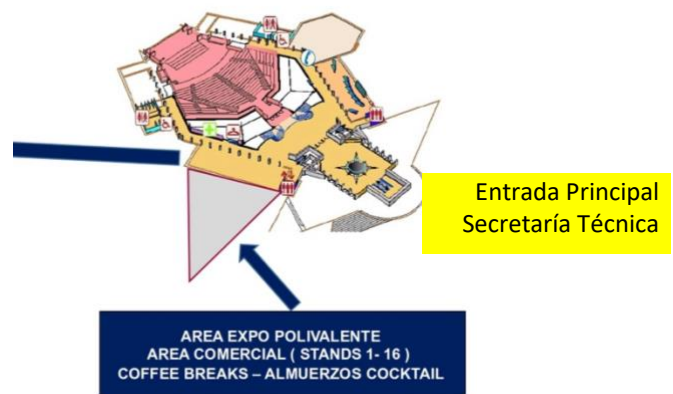 Entrada Principal
Secretaría Técnica
AREA EXPO POLIVALENTE
AREA COMERCIAL ( STANDS 1- 16 )
COFFEE BREAKS – ALMUERZOS COCKTAIL